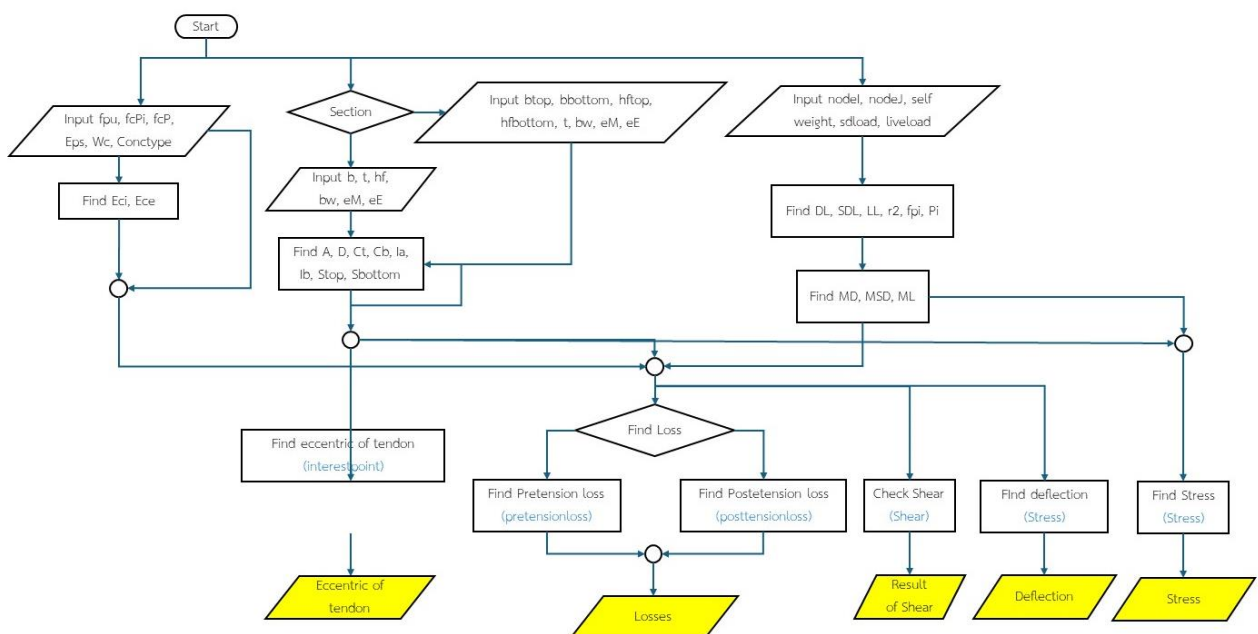 Start
Input fpu, fcPi, fcP,
Eps, Wc, Conctype
Section
Input btop, bbottom, hftop,
hfbottom, t, bw, eM, eE
Input nodeI, nodeJ, self
weight, sdload, liveload
Find Eci, Ece
Input b, t, hf,
bw, eM, eE
Find DL, SDL, LL, r2, fpi, Pi
Find A, D, Ct, Cb, Ia,
Ib, Stop, Sbottom
Find MD, MSD, ML
Find Loss
Find eccentric of tendon
(interestpoint)
Find Pretension loss
(pretensionloss)
Find Postetension loss
(posttensionloss)
Check Shear
(Shear)
FInd deflection
(Stress)
Find Stress
(Stress)
Eccentric of
tendon
Losses
Result
of Shear
Deflection
Stress